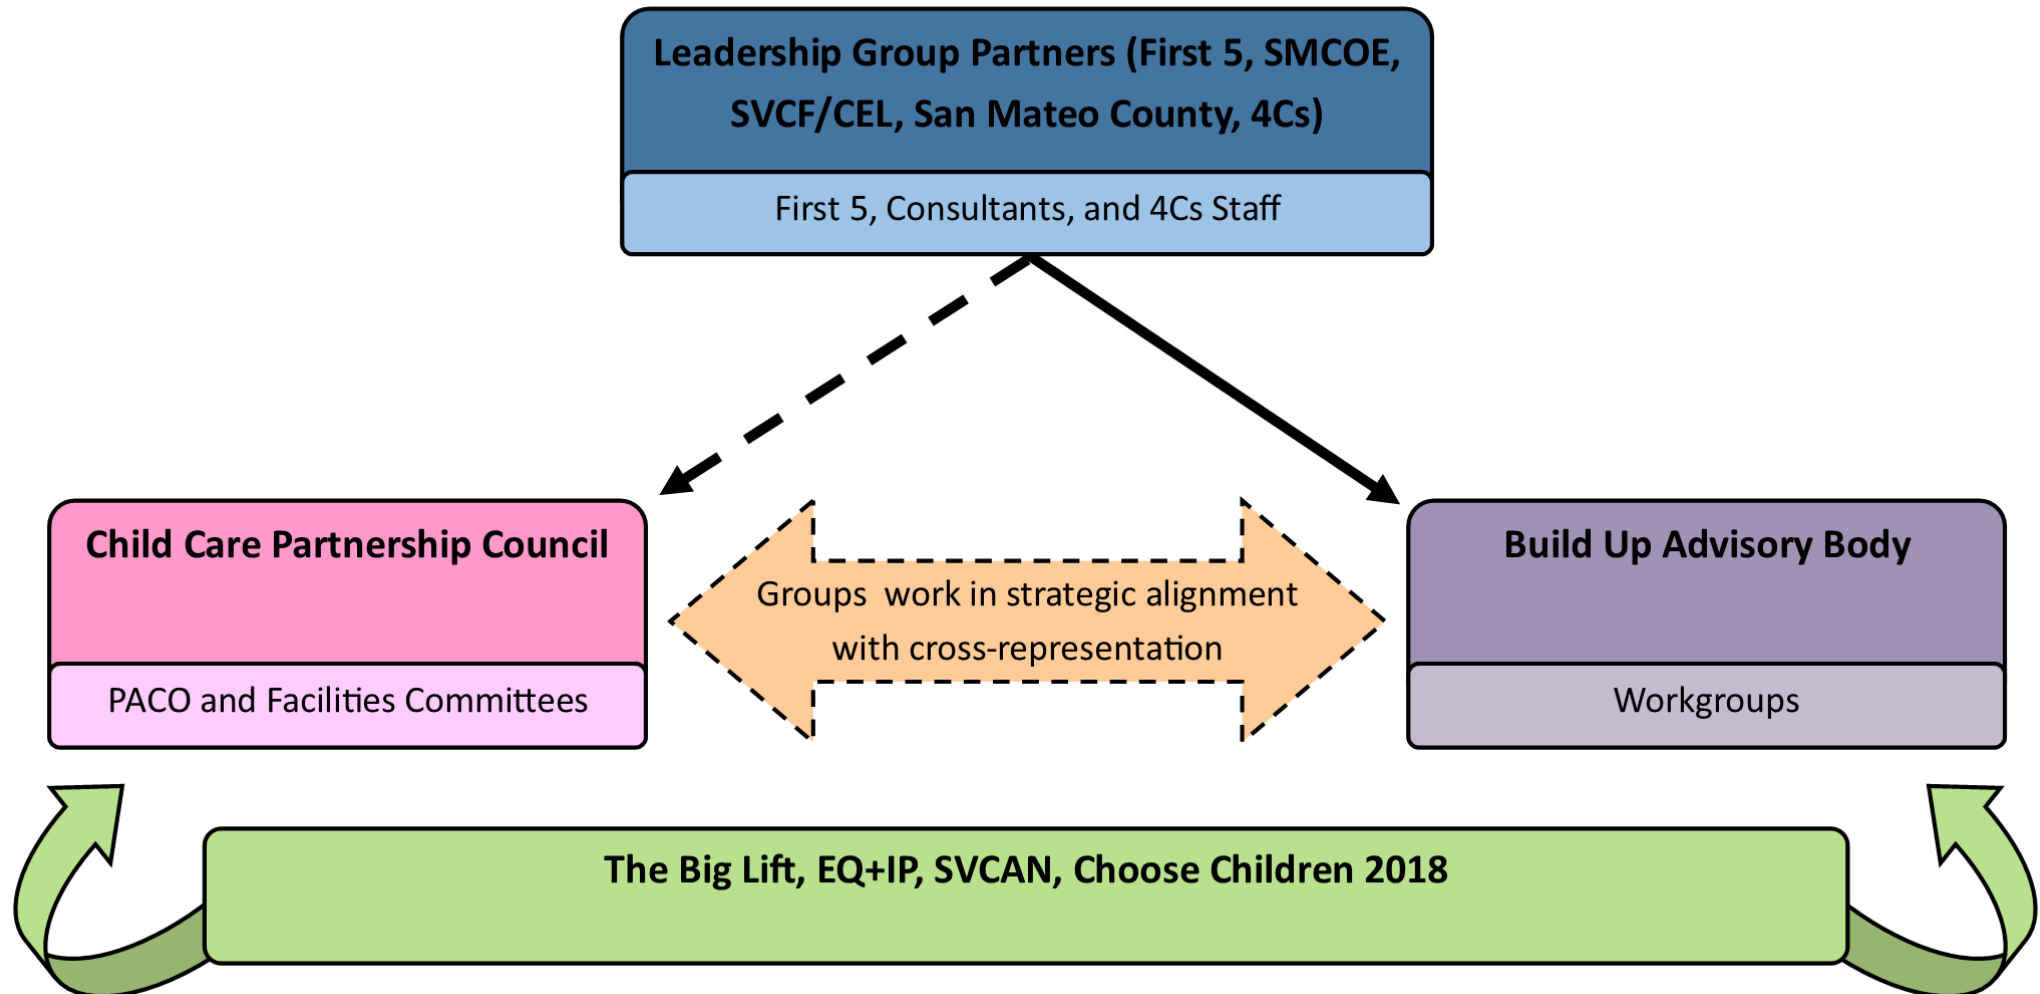 Leadership Group Partners (First 5, SMCOE,
SVCF/CEL, San Mateo County, 4Cs)
First 5, Consultants, and 4Cs Staff
Child Care Partnership Council
PACO and Facilities Committees
Groups  work in strategic alignment
with cross-representation
Build Up Advisory Body
Workgroups
The Big Lift, EQ+IP, SVCAN, Choose Children 2018